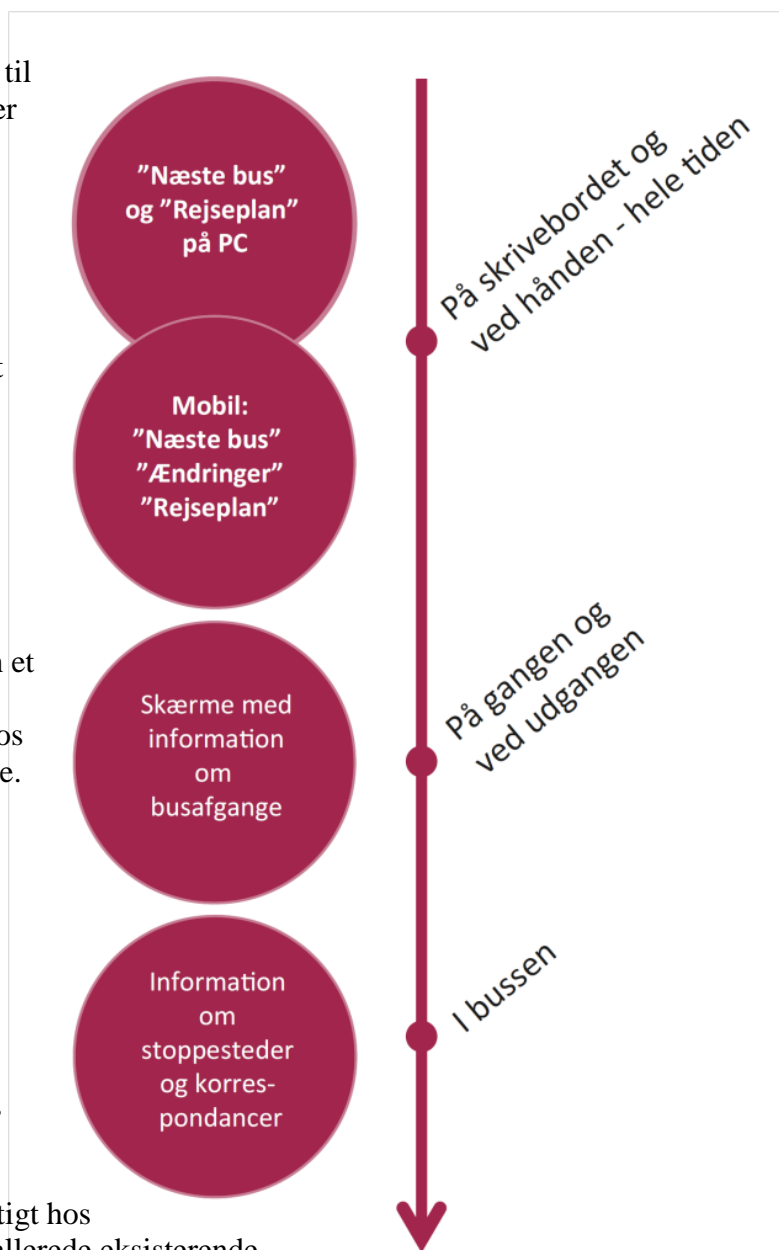 til
er
"Næste bus"
og "Rejseplan"
på PC
På skrivebordet og
ved hånden - hele tiden
t
Mobil:
"Næste bus"
"Ændringer"
"Rejseplan"
et
os
e.
Skærme med
information
om
busafgange
På gangen og
ved udgangen
Information
om
stoppesteder
og korres-
pondancer
I bussen
tigt hos
allerede eksisterende